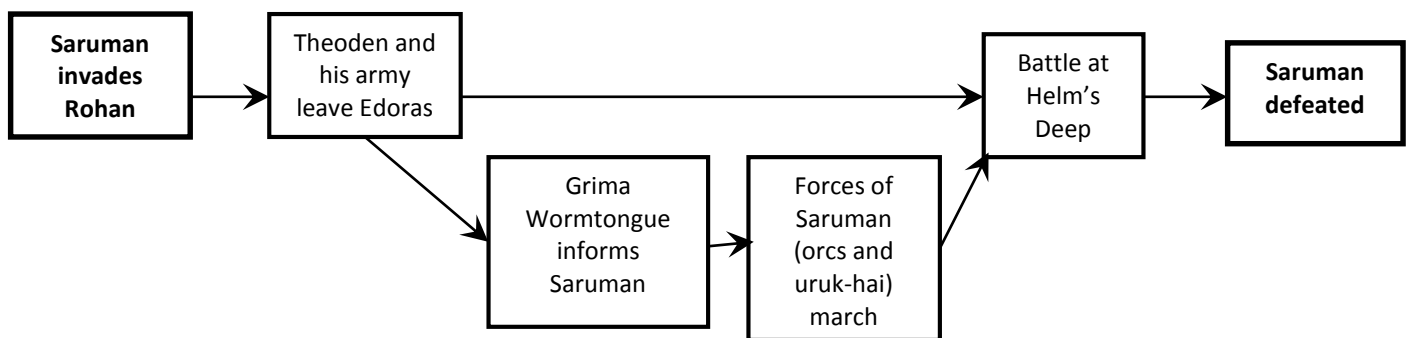 Saruman
invades
Rohan
Theoden and
his army
leave Edoras
Grima
Wormtongue
informs
Saruman
Forces of
Saruman
(orcs and
uruk-hai)
march
Battle at
Helm’s
Deep
Saruman
defeated